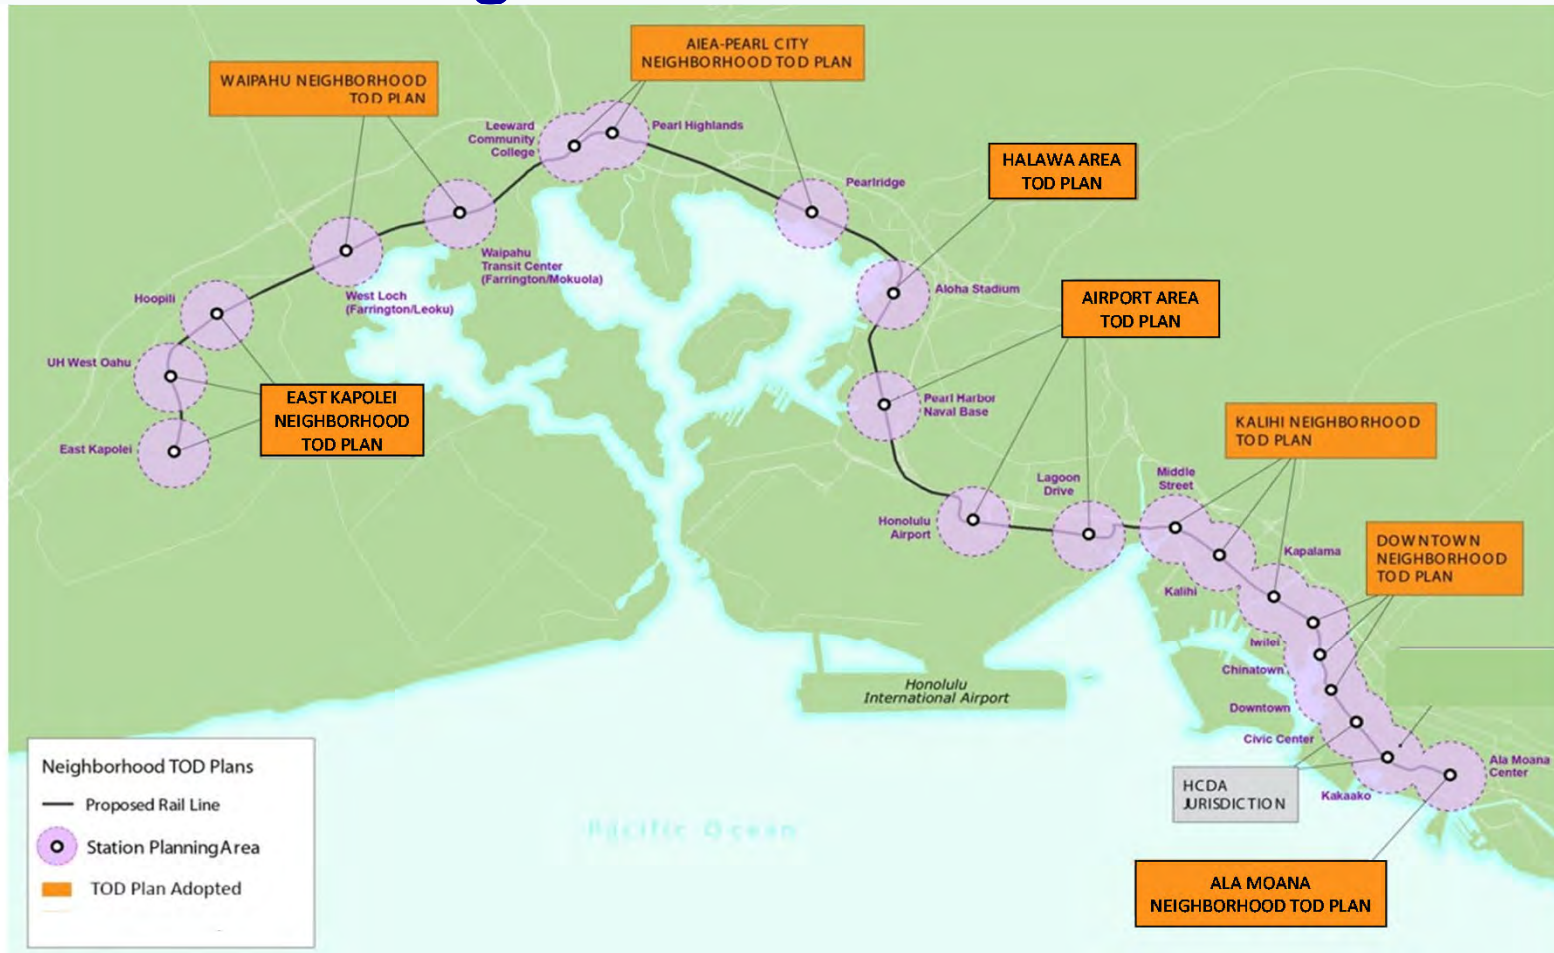 AIEA-PEARL CITY
NEIGHBORHOOD TOD PLAN
WAIPAHU NEIGHBORHOOD
TOD PLAN
Leeward
Community
College
Pearl Highlands
HALAWA AREA
TOD PLAN
Pearlridge
Waipahu
Transit Center
(Farrington/Mokuola)
Hoopili
West Loch
(Farrington/Leoku)
Aloha Stadium
AIRPORT AREA
TOD PLAN
UH West Oahu
EAST KAPOLEI
NEIGHBORHOOD
TOD PLAN
East Kapolei
Pearl Harbor
Naval Base
KALIHI NEIGHBORHOOD
TOD PLAN
Lagoon
Drive
Middle
Street
Honolulu
Airport
Kapalama
DOWNTOWN
NEIGHBORHOOD
TOD PLAN
Kalihi
Iwilei
Chinatown
Honolulu
International Airport
Downtown
Civic Center
Ala Moana
Center
HCDA
JURISDICTION
Kakaako
ALA MOANA
NEIGHBORHOOD TOD PLAN
Pacific Ocean
Neighborhood TOD Plans
Proposed Rail Line
Station Planning Area
TOD Plan Adopted